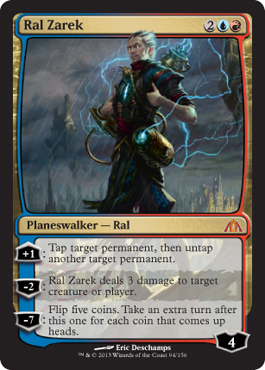 Ral Zarek 2
Planeswalker — Ral
+1 Tap target permanent, then untap
another target permanent.
-2 Ral Zarek deals 3 damage to target
creature or player.
-7 Flip five coins. Take an extra turn after
this one for each coin that comes up
heads.
4
Eric Deschamps
™ & © 2013 Wizards of the Coast 94/156